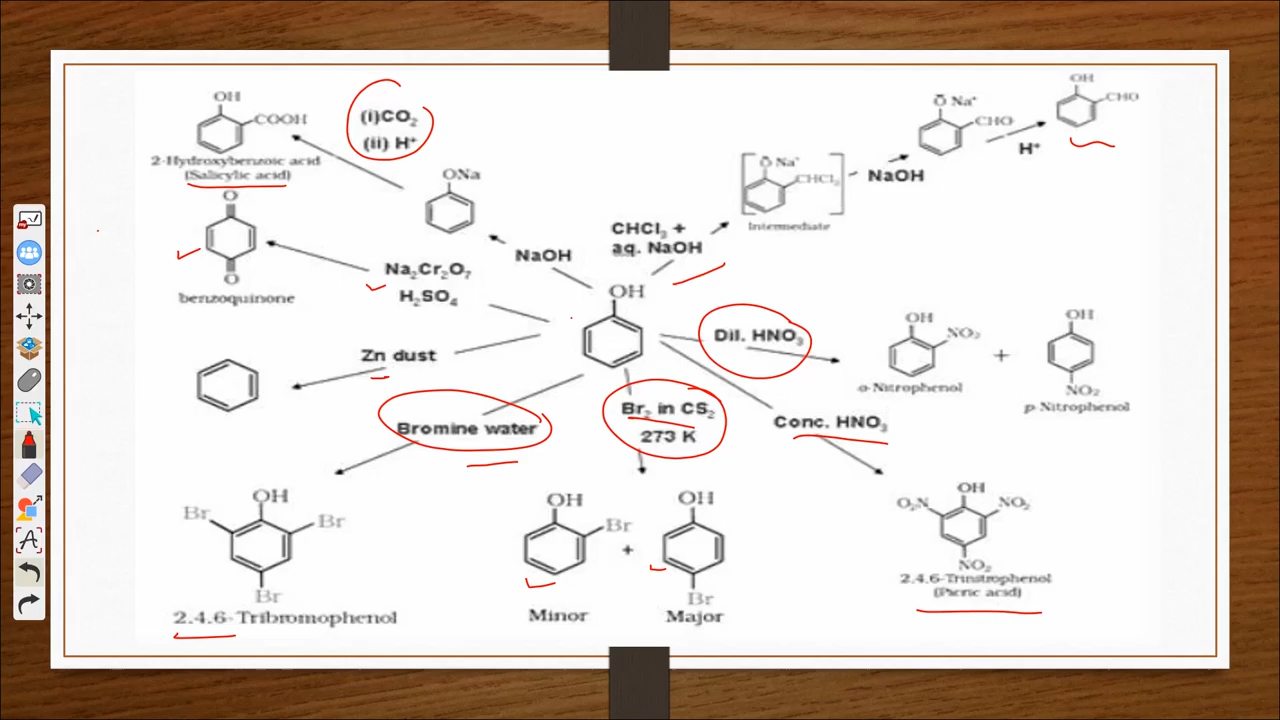 OH
COOH
2-Hydroxybenzoic acid
(Salicylic acid)
(i)CO₂
(ii) H⁺
ONa
NaOH
O
O
benzoquinone
Na₂Cr₂O₇
H₂SO₄
CHCl₃ +
aq. NaOH
Ō Na⁺
CHCl₂
Intermediate
NaOH
Ō Na⁺
CHO
H⁺
OH
CHO
OH
Zn dust
Dil. HNO₃
OH
NO₂
o-Nitrophenol
+
OH
NO₂
p-Nitrophenol
Bromine water
Br₂ in CS₂
273 K
Conc. HNO₃
OH
Br
Br
Br
2.4.6-Tribromophenol
OH
Br
Minor
+
OH
Br
Major
OH
O₂N
NO₂
NO₂
2.4.6-Trinitrophenol
(Picric acid)
A